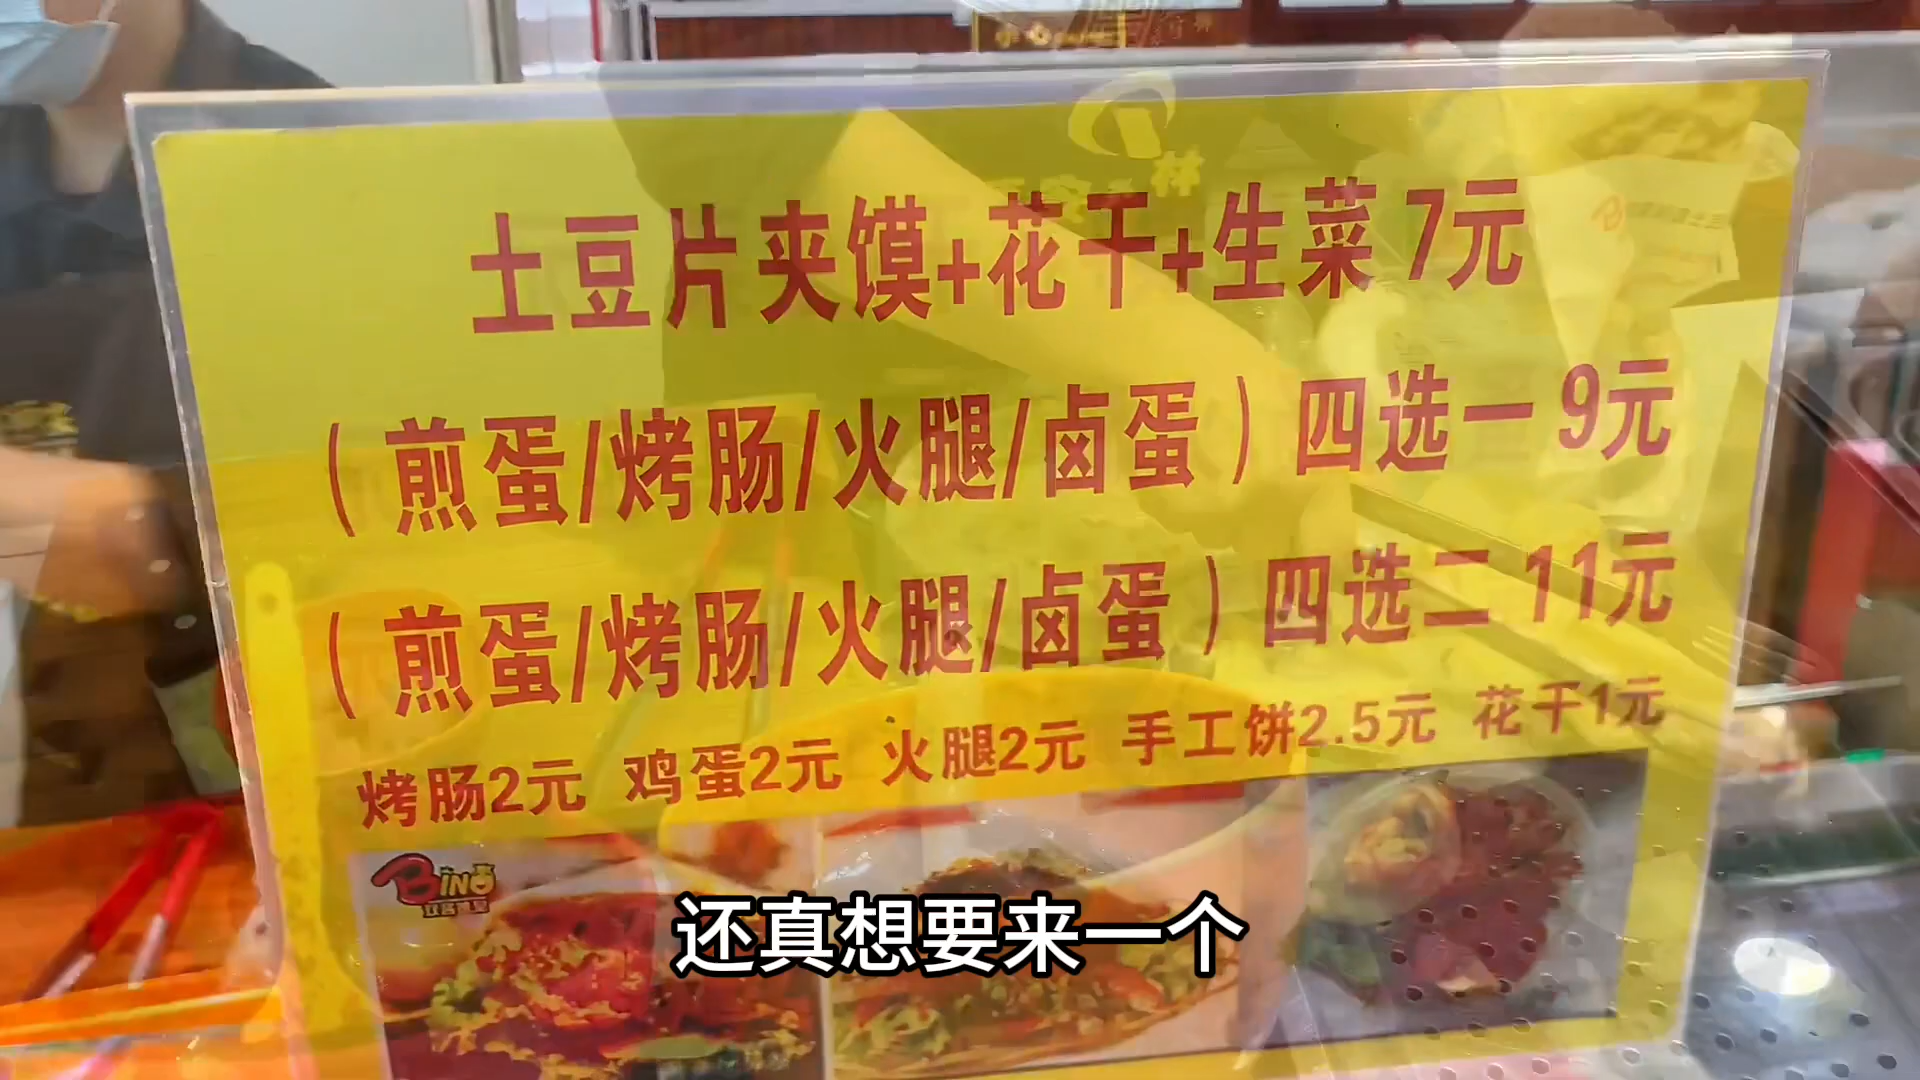 土豆片夹馍+花干+生菜 7元
（煎蛋/烤肠/火腿/卤蛋）四选一 9元
（煎蛋/烤肠/火腿/卤蛋）四选二 11元
烤肠2元 鸡蛋2元 火腿2元 手工饼2.5元 花干1元
BINO
还真想要来一个